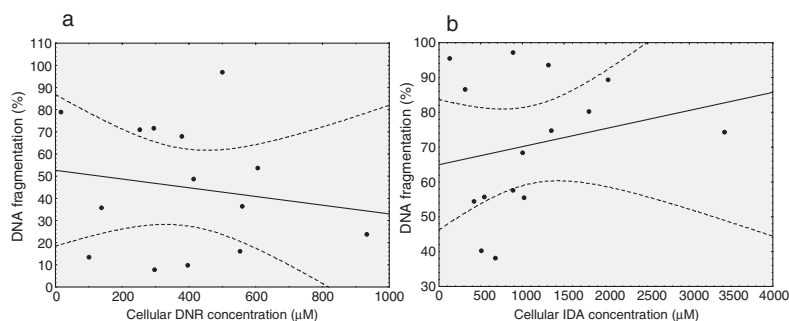 a
110
100
90
80
70
60
50
40
30
20
10
0
DNA fragmentation (%)
0 200 400 600 800 1000
Cellular DNR concentration (µM)
b
100
90
80
70
60
50
40
30
DNA fragmentation (%)
0 500 1000 1500 2000 2500 3000 3500 4000
Cellular IDA concentration (µM)